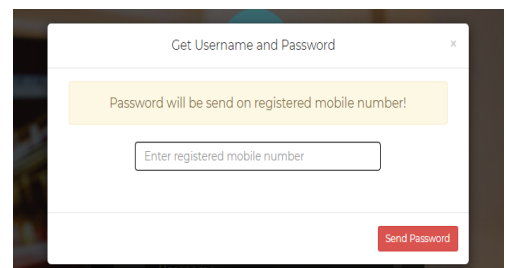 Get Username and Password ×
Password will be send on registered mobile number!
Enter registered mobile number
Send Password